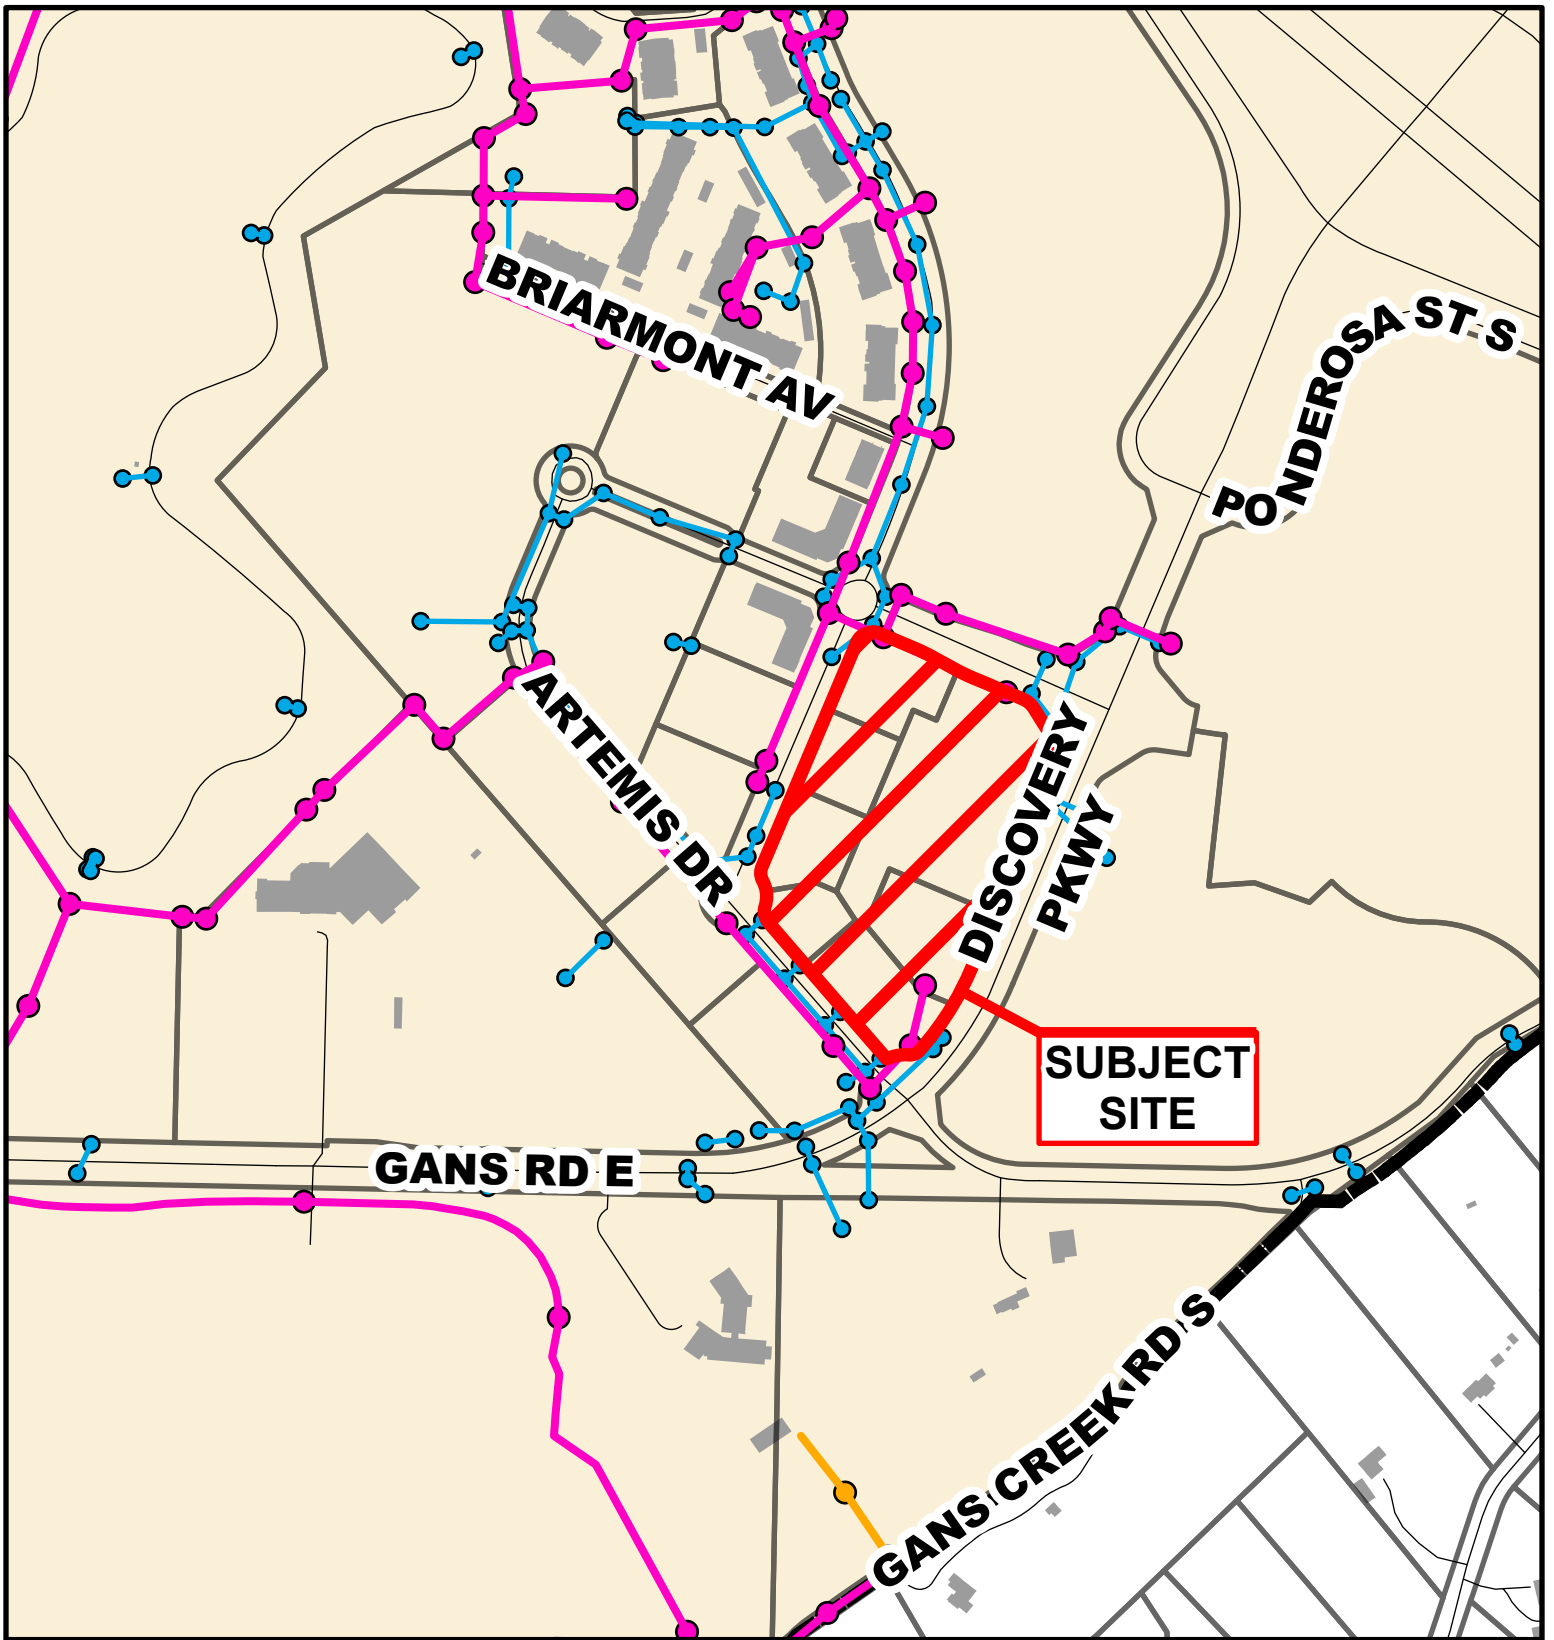 BRIARMONT AV
PONDEROSA ST S
ARTEMIS DR
DISCOVERY
PKWY
SUBJECT
SITE
GANS RD E
GANS CREEK RD S